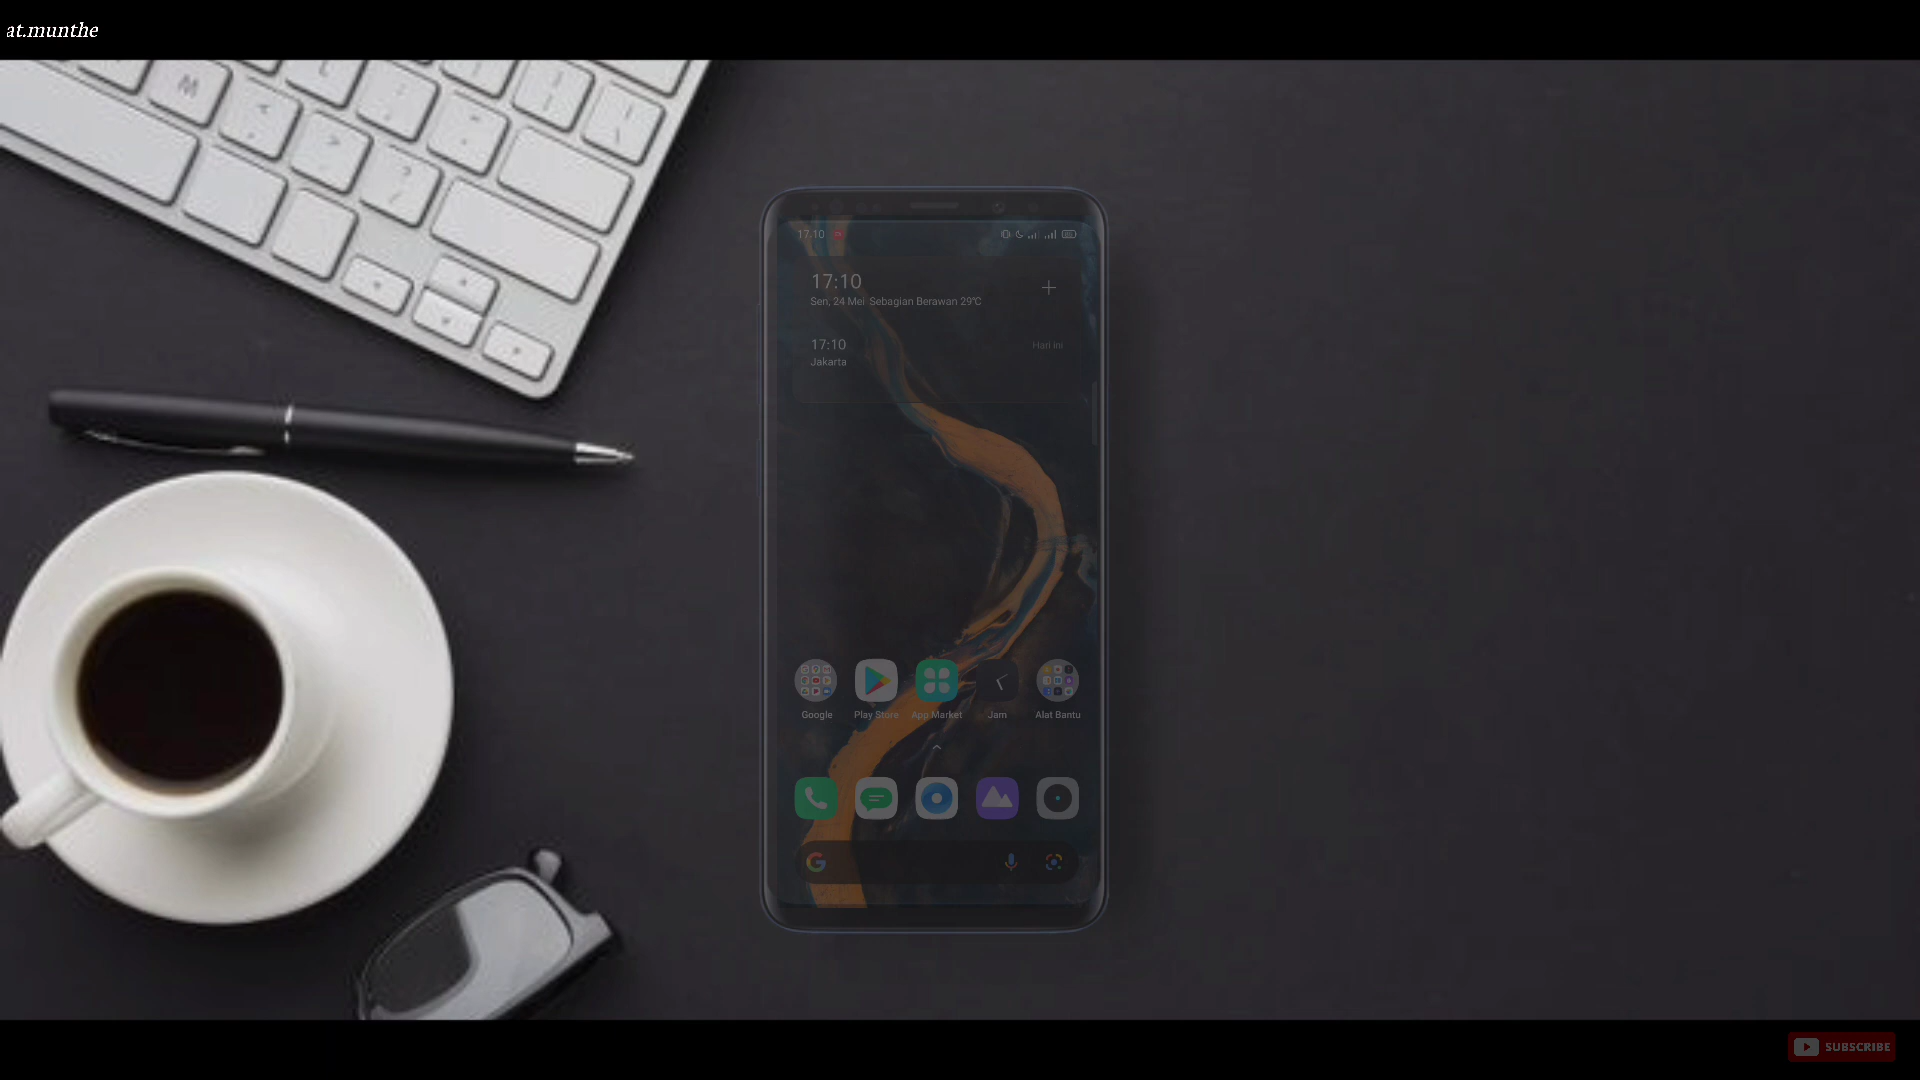 at.munthe
M
17.10
17:10
Sen, 24 Mei Sebagian Berawan 29°C
17:10
Hari ini
Jakarta
Google Play Store App Market Jam Alat Bantu
SUBSCRIBE